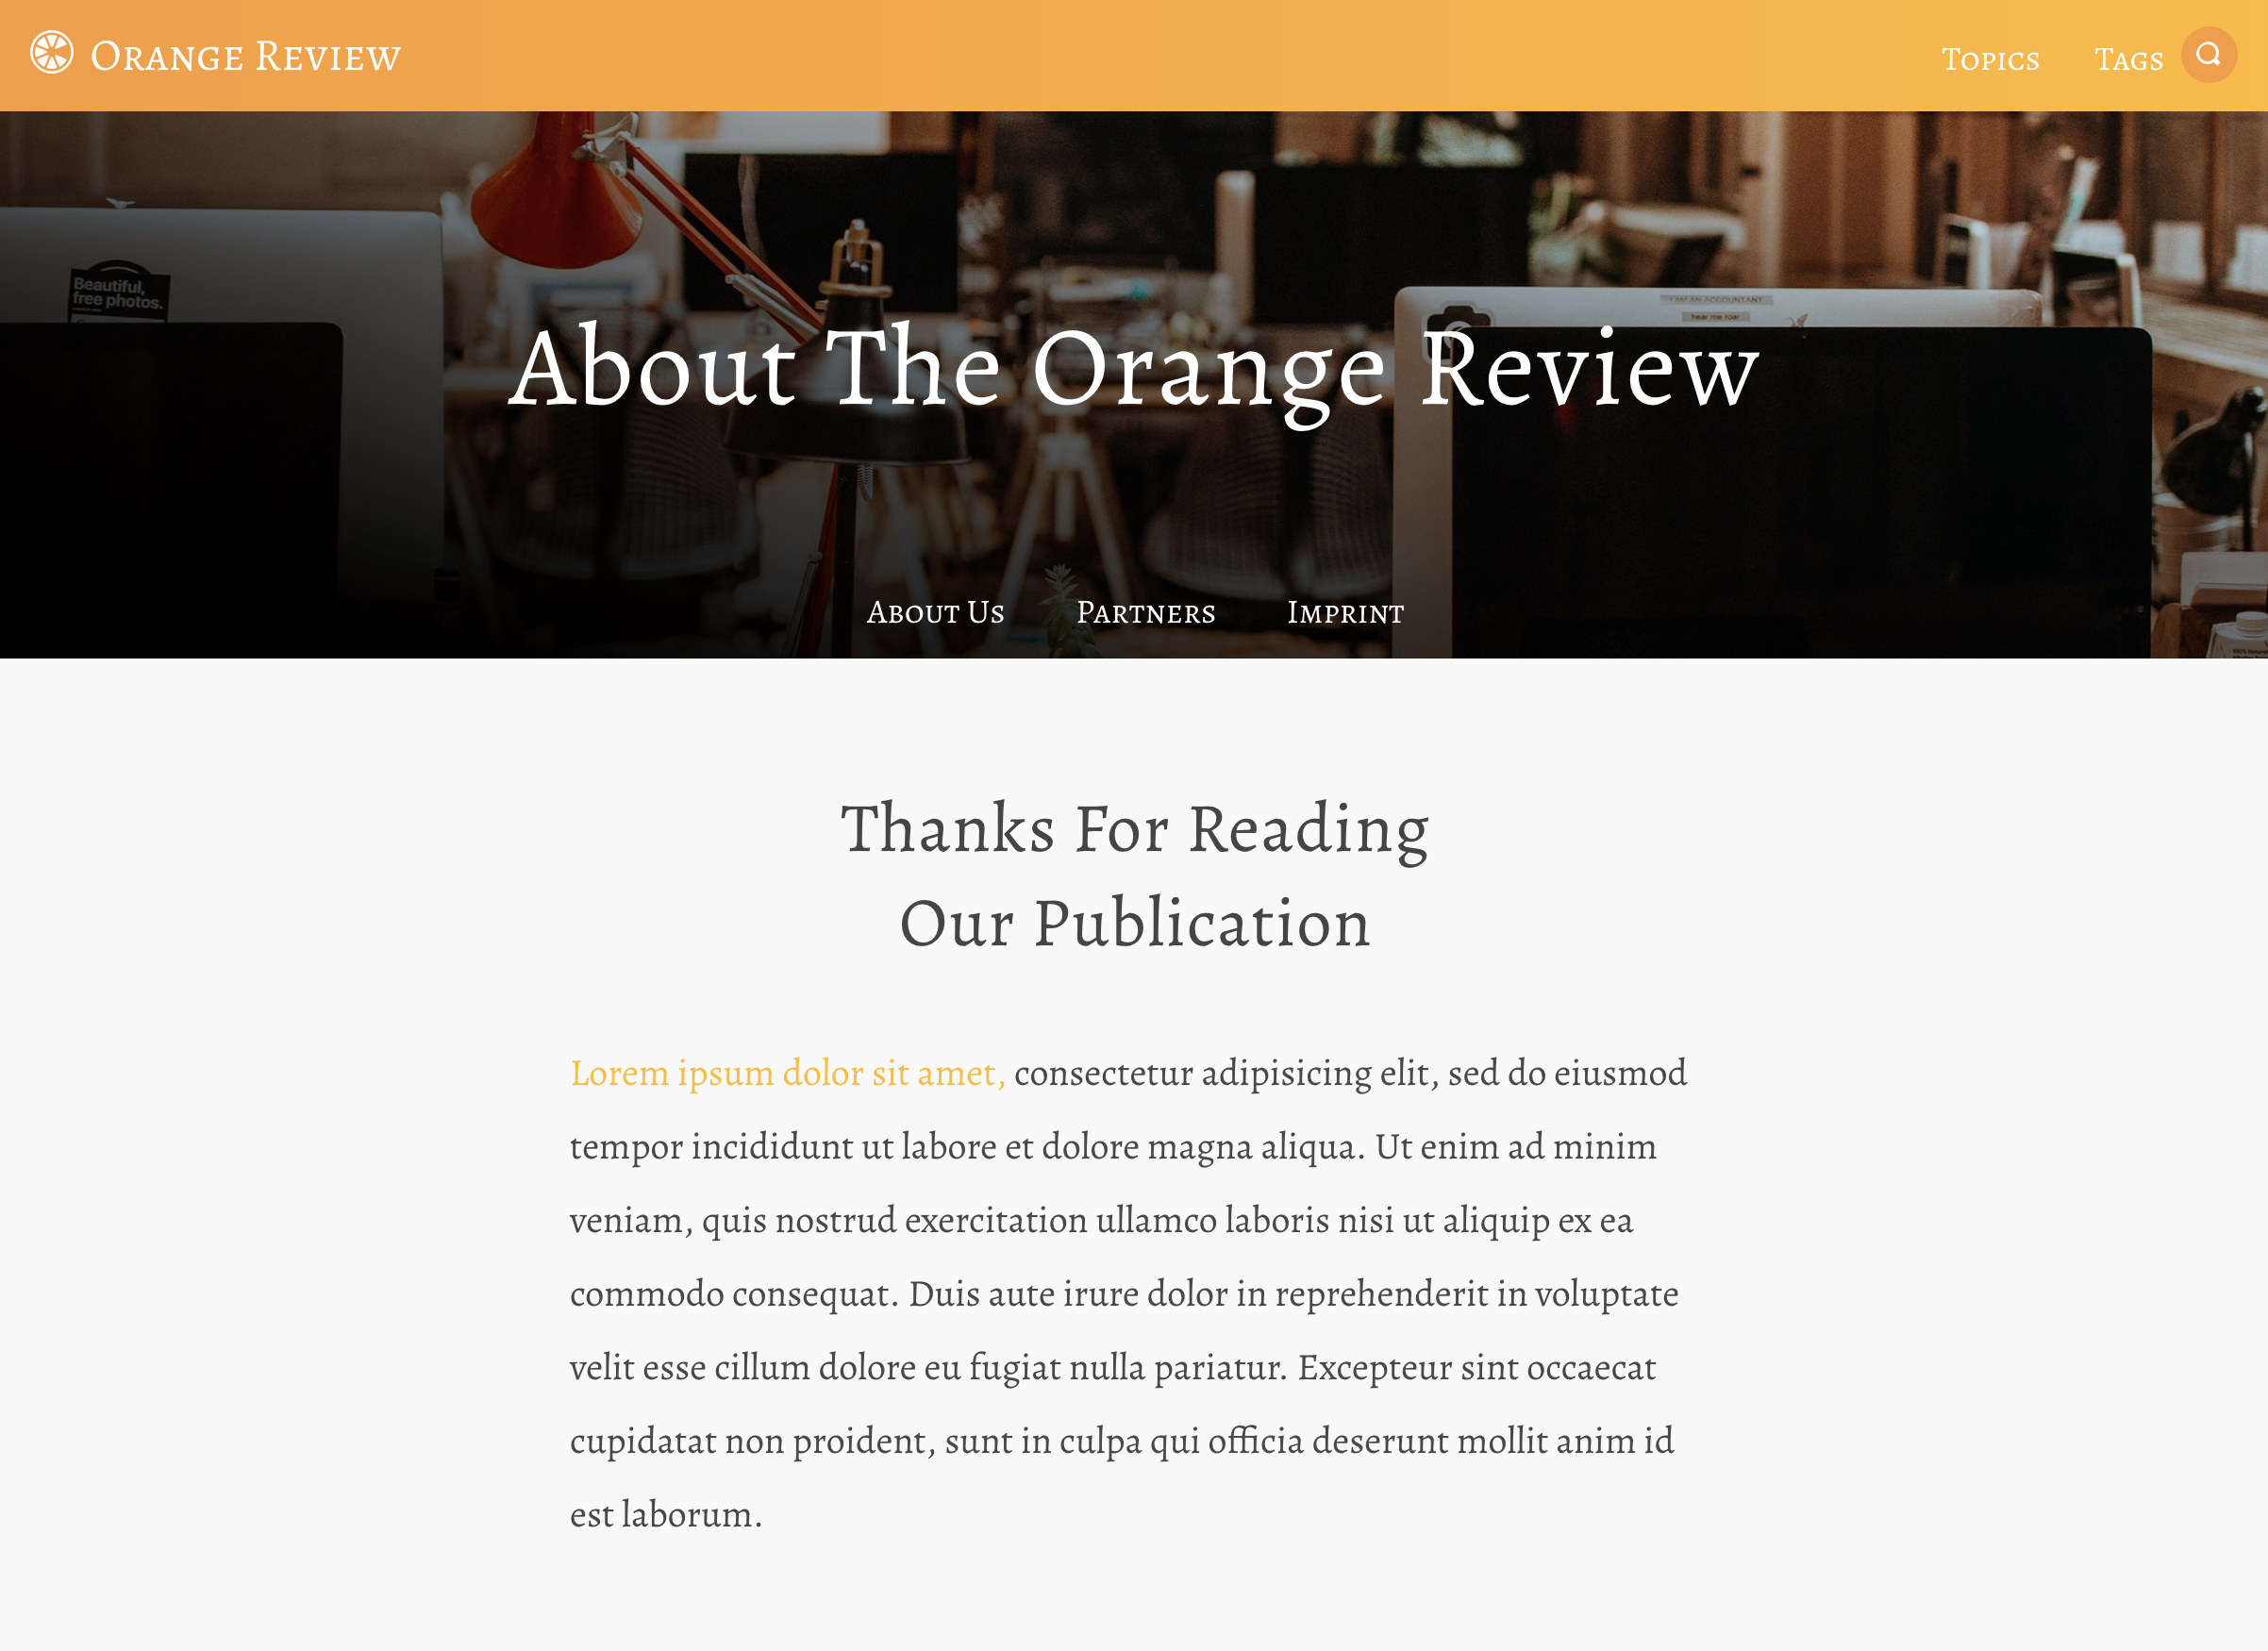 Orange Review
Topics Tags
Beautiful,
free photos.
I AM AN ACCOUNTANT
hear me roar
About The Orange Review
About Us Partners Imprint
Thanks For Reading
Our Publication
Lorem ipsum dolor sit amet, consectetur adipisicing elit, sed do eiusmod
tempor incididunt ut labore et dolore magna aliqua. Ut enim ad minim
veniam, quis nostrud exercitation ullamco laboris nisi ut aliquip ex ea
commodo consequat. Duis aute irure dolor in reprehenderit in voluptate
velit esse cillum dolore eu fugiat nulla pariatur. Excepteur sint occaecat
cupidatat non proident, sunt in culpa qui officia deserunt mollit anim id
est laborum.